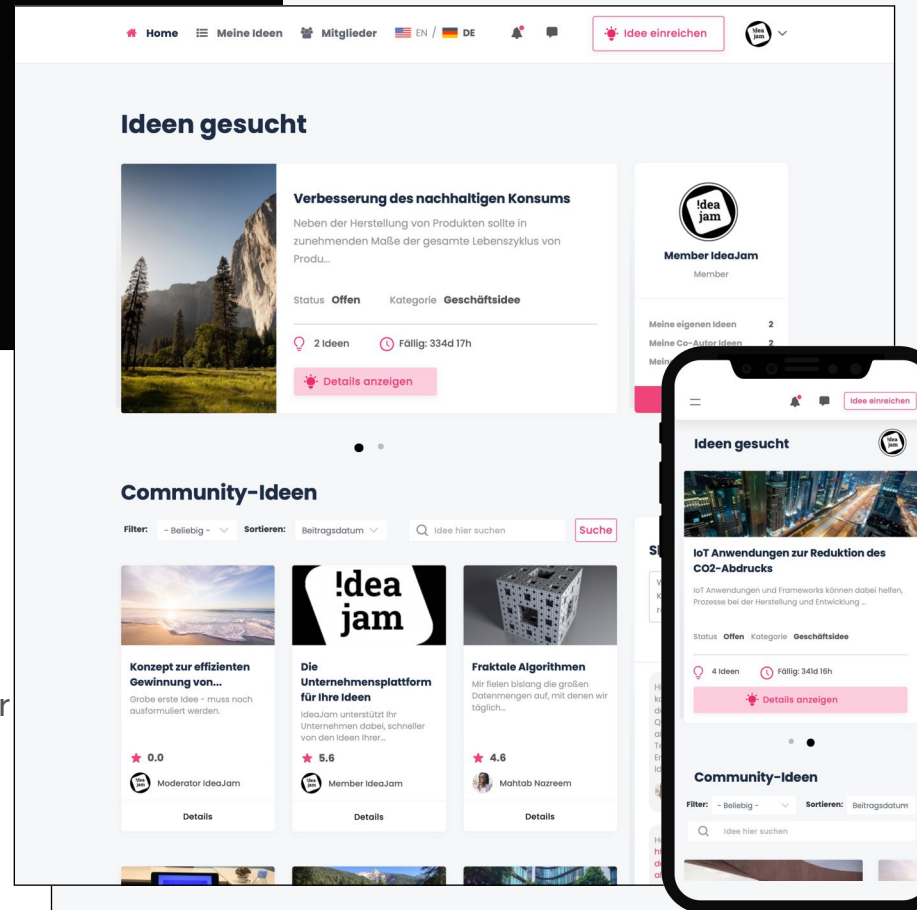 Home
Meine Ideen
Mitglieder
EN / DE
Idee einreichen
!dea
jam
Ideen gesucht
Verbesserung des nachhaltigen Konsums
Neben der Herstellung von Produkten sollte in
zunehmenden Maße der gesamte Lebenszyklus von
Produ...
Status Offen Kategorie Geschäftsidee
2 Ideen Fällig: 334d 17h
Details anzeigen
!dea
jam
Member IdeaJam
Member
Meine eigenen Ideen 2
Meine Co-Autor Ideen 2
Community-Ideen
Filter: - Beliebig - Sortieren: Beitragsdatum
Idee hier suchen
Suche
Konzept zur effizienten
Gewinnung von...
Grobe erste Idee - muss noch
ausformuliert werden.
0.0
Moderator IdeaJam
Details
!dea
jam
Die
Unternehmensplattform
für Ihre Ideen
IdeaJam unterstützt Ihr
Unternehmen dabei, schneller
von den Ideen Ihrer...
5.6
Member IdeaJam
Details
Fraktale Algorithmen
Mir fielen bislang die großen
Datenmengen auf, mit denen wir
täglich...
4.6
Mahtab Nazreem
Details
Idee einreichen
Ideen gesucht
IoT Anwendungen zur Reduktion des
CO2-Abdrucks
IoT Anwendungen und Frameworks können dabei helfen,
Prozesse bei der Herstellung und Entwicklung ...
Status Offen Kategorie Geschäftsidee
4 Ideen Fällig: 341d 16h
Details anzeigen
Community-Ideen
Filter: - Beliebig - Sortieren: Beitragsdatum
Idee hier suchen